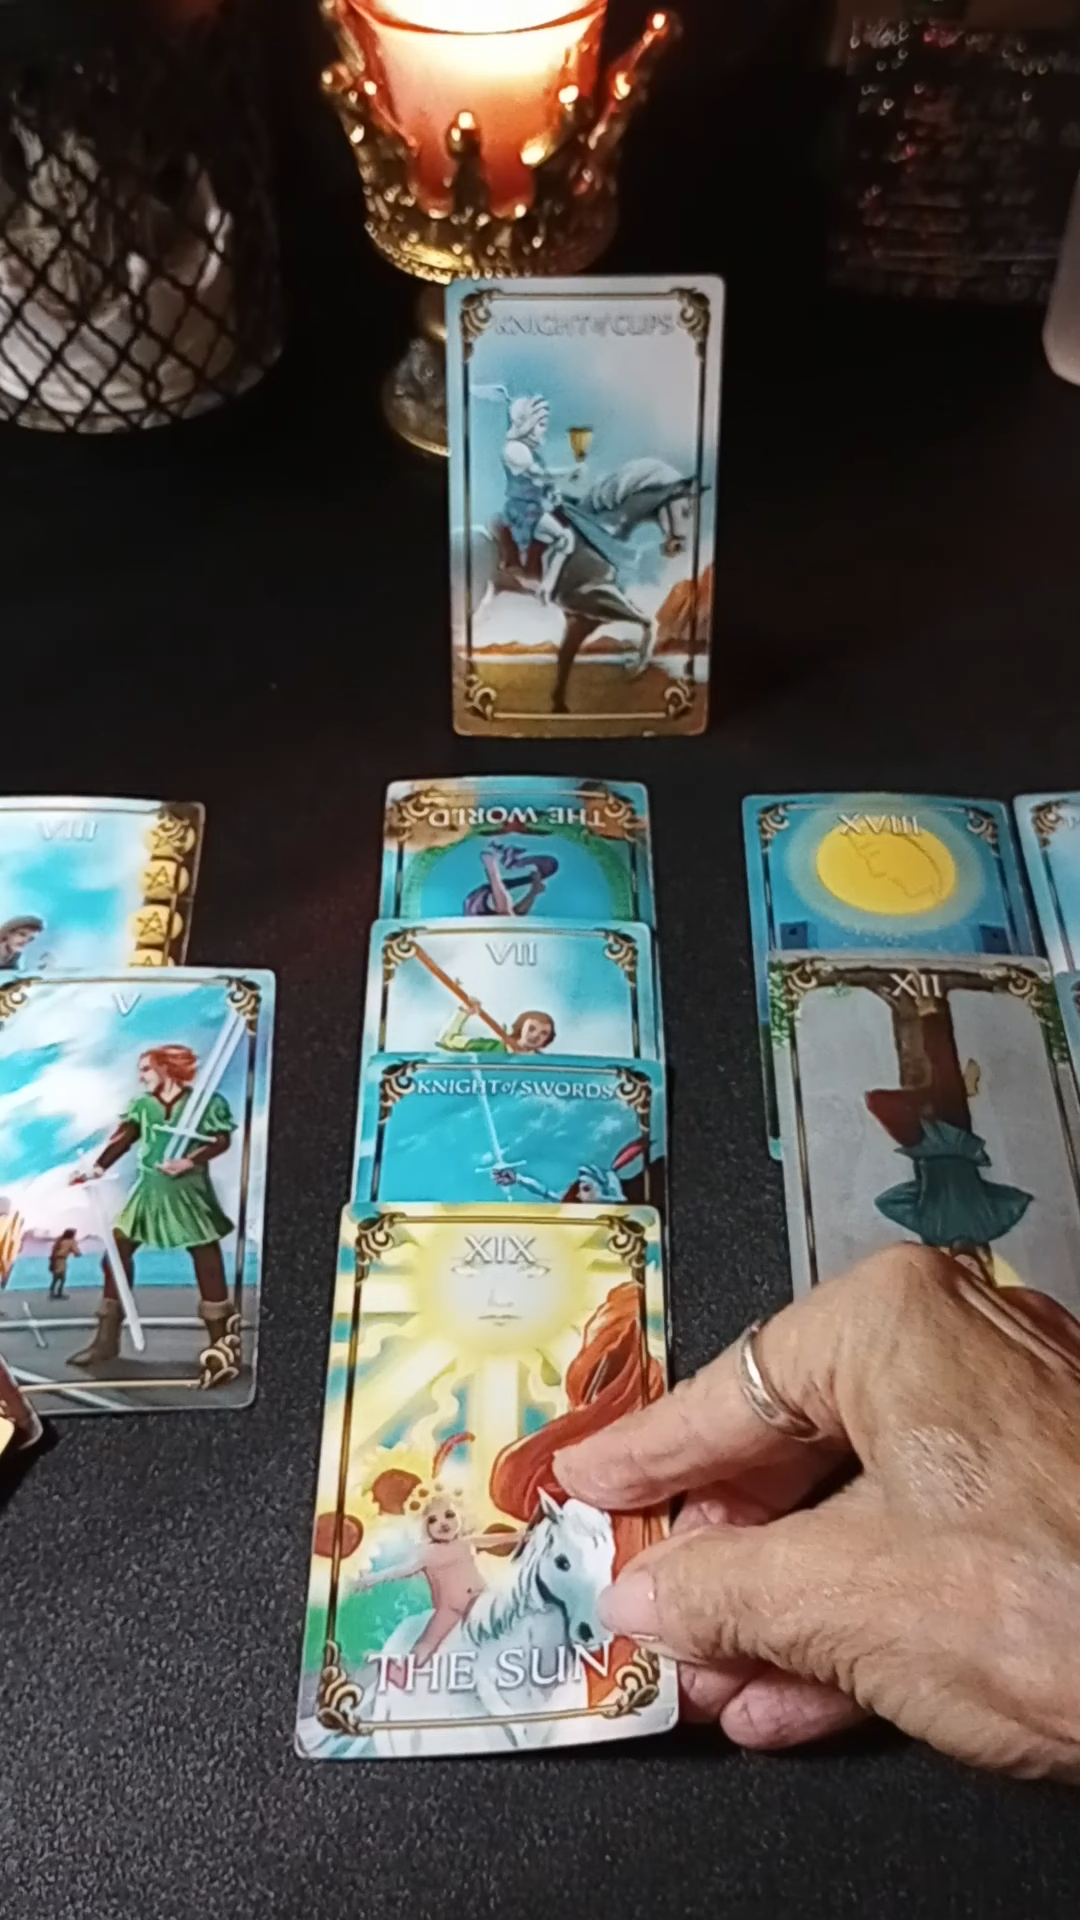 KNIGHT of CUPS
VIII
THE WORLD
XVIII
VII
V
XII
KNIGHT of SWORDS
XIX
THE SUN